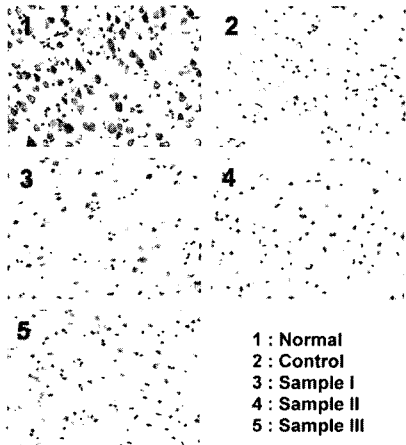 1
2
3
4
5
1 : Normal
2 : Control
3 : Sample I
4 : Sample II
5 : Sample III